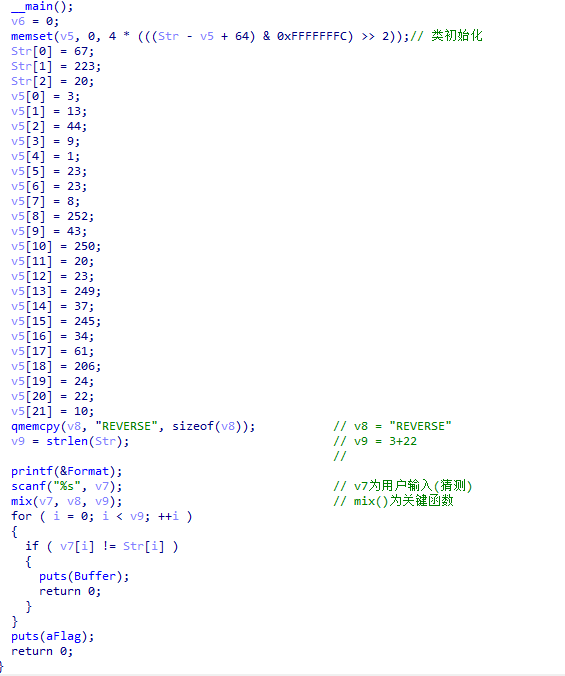 __main();
v6 = 0;
memset(v5, 0, 4 * (((Str - v5 + 64) & 0xFFFFFFFC) >> 2));// 类初始化
Str[0] = 67;
Str[1] = 223;
Str[2] = 20;
v5[0] = 3;
v5[1] = 13;
v5[2] = 44;
v5[3] = 9;
v5[4] = 1;
v5[5] = 23;
v5[6] = 23;
v5[7] = 8;
v5[8] = 252;
v5[9] = 43;
v5[10] = 250;
v5[11] = 20;
v5[12] = 23;
v5[13] = 249;
v5[14] = 37;
v5[15] = 245;
v5[16] = 34;
v5[17] = 61;
v5[18] = 206;
v5[19] = 24;
v5[20] = 22;
v5[21] = 10;
qmemcpy(v8, "REVERSE", sizeof(v8)); // v8 = "REVERSE"
v9 = strlen(Str); // v9 = 3+22
//
printf(&Format);
scanf("%s", v7); // v7为用户输入(猜测)
mix(v7, v8, v9); // mix()为关键函数
for ( i = 0; i < v9; ++i )
{
if ( v7[i] != Str[i] )
{
puts(Buffer);
return 0;
}
}
puts(aFlag);
return 0;
}